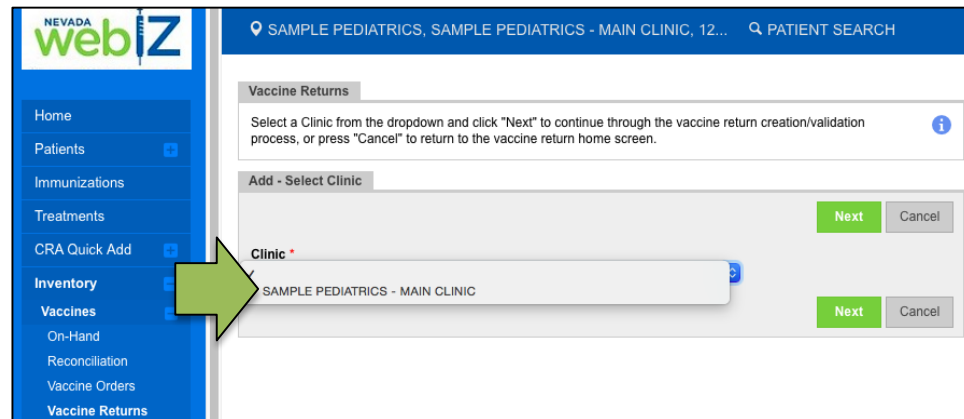 NEVADA
webIZ
SAMPLE PEDIATRICS, SAMPLE PEDIATRICS - MAIN CLINIC, 12... PATIENT SEARCH
Home
Patients
Immunizations
Treatments
CRA Quick Add
Inventory
Vaccines
On-Hand
Reconciliation
Vaccine Orders
Vaccine Returns
Vaccine Returns
Select a Clinic from the dropdown and click "Next" to continue through the vaccine return creation/validation
process, or press "Cancel" to return to the vaccine return home screen.
Add - Select Clinic
Next Cancel
Clinic *
SAMPLE PEDIATRICS - MAIN CLINIC
Next Cancel